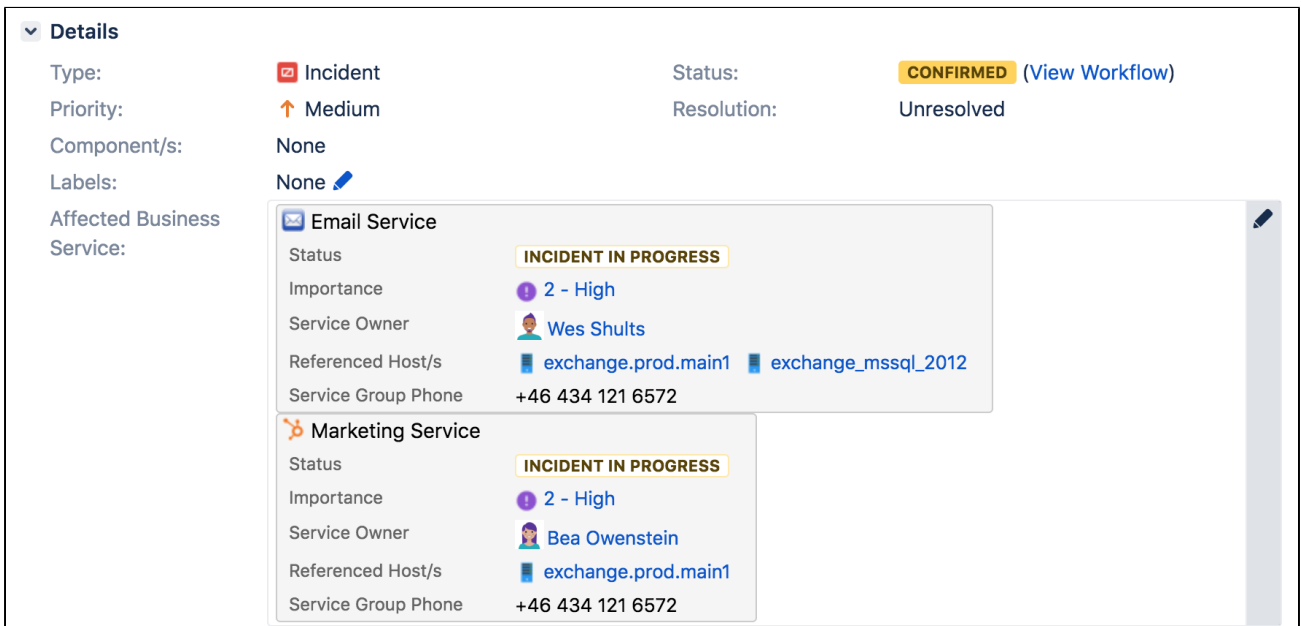 Details
Type: Incident Status: CONFIRMED (View Workflow)
Priority: Medium Resolution: Unresolved
Component/s: None
Labels: None
Affected Business Service:
Email Service
Status INCIDENT IN PROGRESS
Importance 2 - High
Service Owner Wes Shults
Referenced Host/s exchange.prod.main1 exchange_mssql_2012
Service Group Phone +46 434 121 6572
Marketing Service
Status INCIDENT IN PROGRESS
Importance 2 - High
Service Owner Bea Owenstein
Referenced Host/s exchange.prod.main1
Service Group Phone +46 434 121 6572